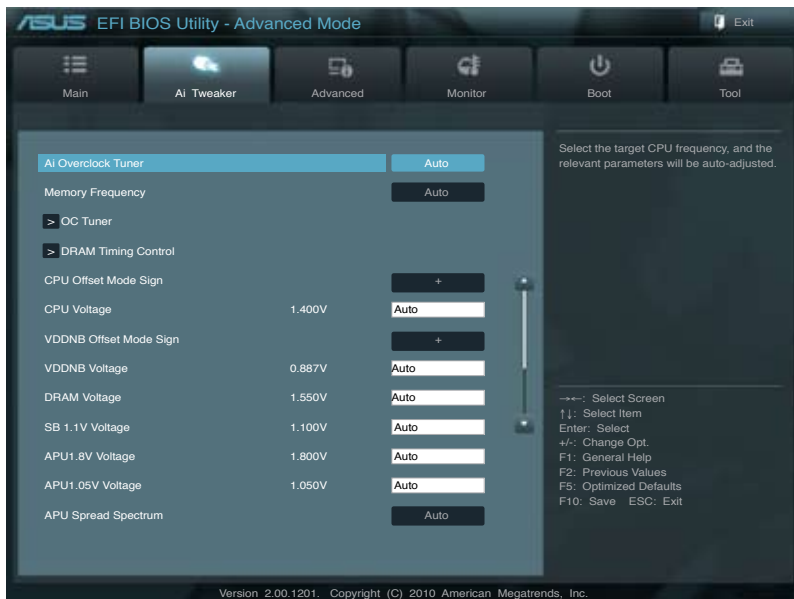 ASUS EFI BIOS Utility - Advanced Mode Exit
Main Ai Tweaker Advanced Monitor Boot Tool
Ai Overclock Tuner Auto
Memory Frequency Auto
> OC Tuner
> DRAM Timing Control
CPU Offset Mode Sign +
CPU Voltage 1.400V Auto
VDDNB Offset Mode Sign +
VDDNB Voltage 0.887V Auto
DRAM Voltage 1.550V Auto
SB 1.1V Voltage 1.100V Auto
APU1.8V Voltage 1.800V Auto
APU1.05V Voltage 1.050V Auto
APU Spread Spectrum Auto
Select the target CPU frequency, and the
relevant parameters will be auto-adjusted.
→←: Select Screen
↑↓: Select Item
Enter: Select
+/-: Change Opt.
F1: General Help
F2: Previous Values
F5: Optimized Defaults
F10: Save ESC: Exit
Version 2.00.1201. Copyright (C) 2010 American Megatrends, Inc.